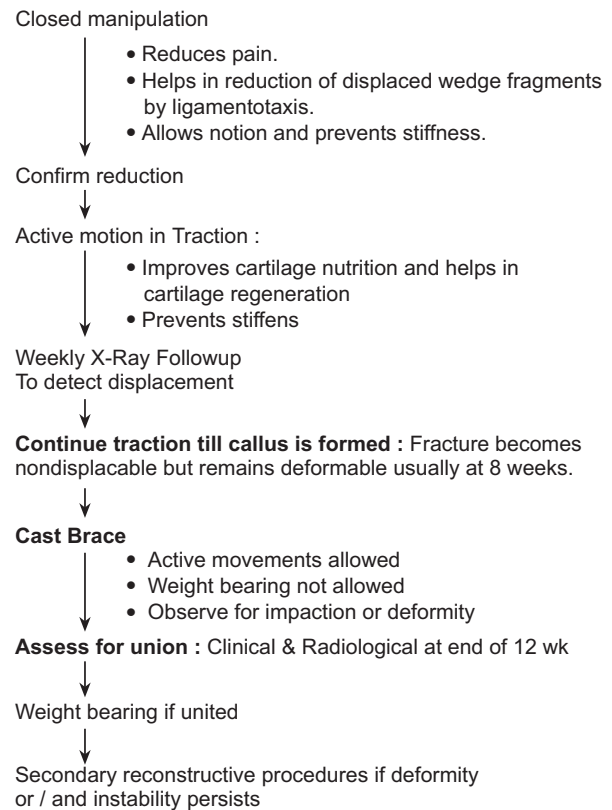 Closed manipulation
• Reduces pain.
• Helps in reduction of displaced wedge fragments
by ligamentotaxis.
• Allows notion and prevents stiffness.
Confirm reduction
Active motion in Traction :
• Improves cartilage nutrition and helps in
cartilage regeneration
• Prevents stiffens
Weekly X-Ray Followup
To detect displacement
Continue traction till callus is formed : Fracture becomes
nondisplacable but remains deformable usually at 8 weeks.
Cast Brace
• Active movements allowed
• Weight bearing not allowed
• Observe for impaction or deformity
Assess for union : Clinical & Radiological at end of 12 wk
Weight bearing if united
Secondary reconstructive procedures if deformity
or / and instability persists